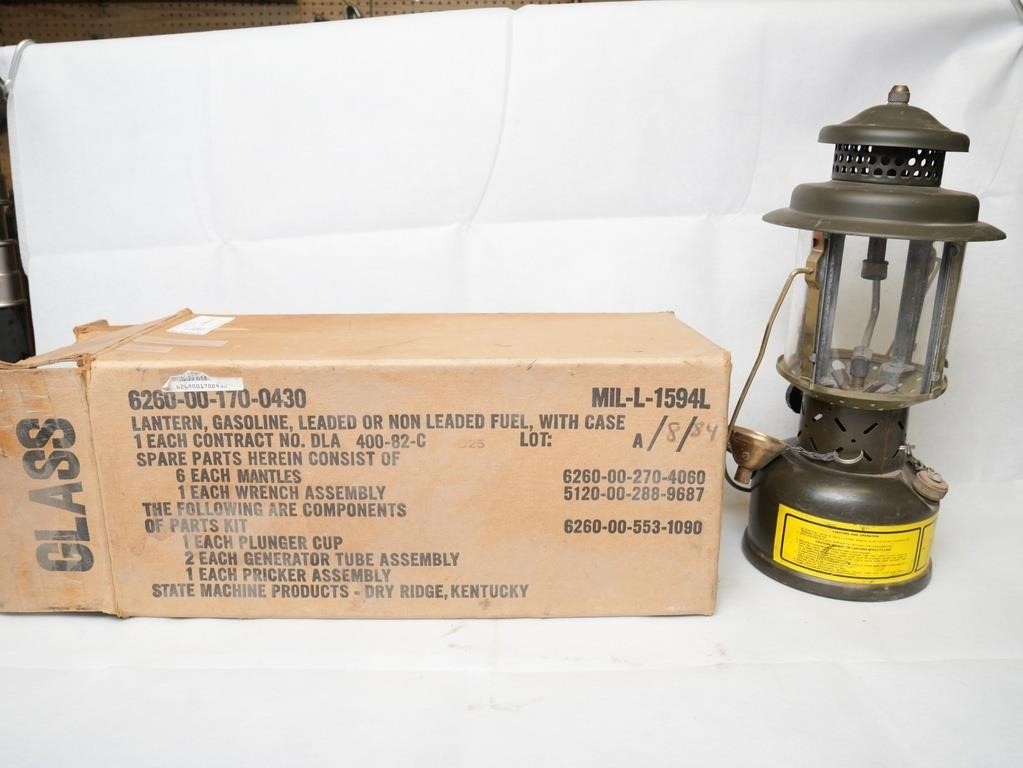 GLASS
6260-00-170-0430 MIL-L-1594L
LANTERN, GASOLINE, LEADED OR NON LEADED FUEL, WITH CASE
1 EACH CONTRACT NO. DLA 400-82-C LOT: A/8/84
SPARE PARTS HEREIN CONSIST OF
6 EACH MANTLES 6260-00-270-4060
1 EACH WRENCH ASSEMBLY 5120-00-288-9687
THE FOLLOWING ARE COMPONENTS
OF PARTS KIT 6260-00-553-1090
1 EACH PLUNGER CUP
2 EACH GENERATOR TUBE ASSEMBLY
1 EACH PRICKER ASSEMBLY
STATE MACHINE PRODUCTS - DRY RIDGE, KENTUCKY
LIGHTING AND OPERATION